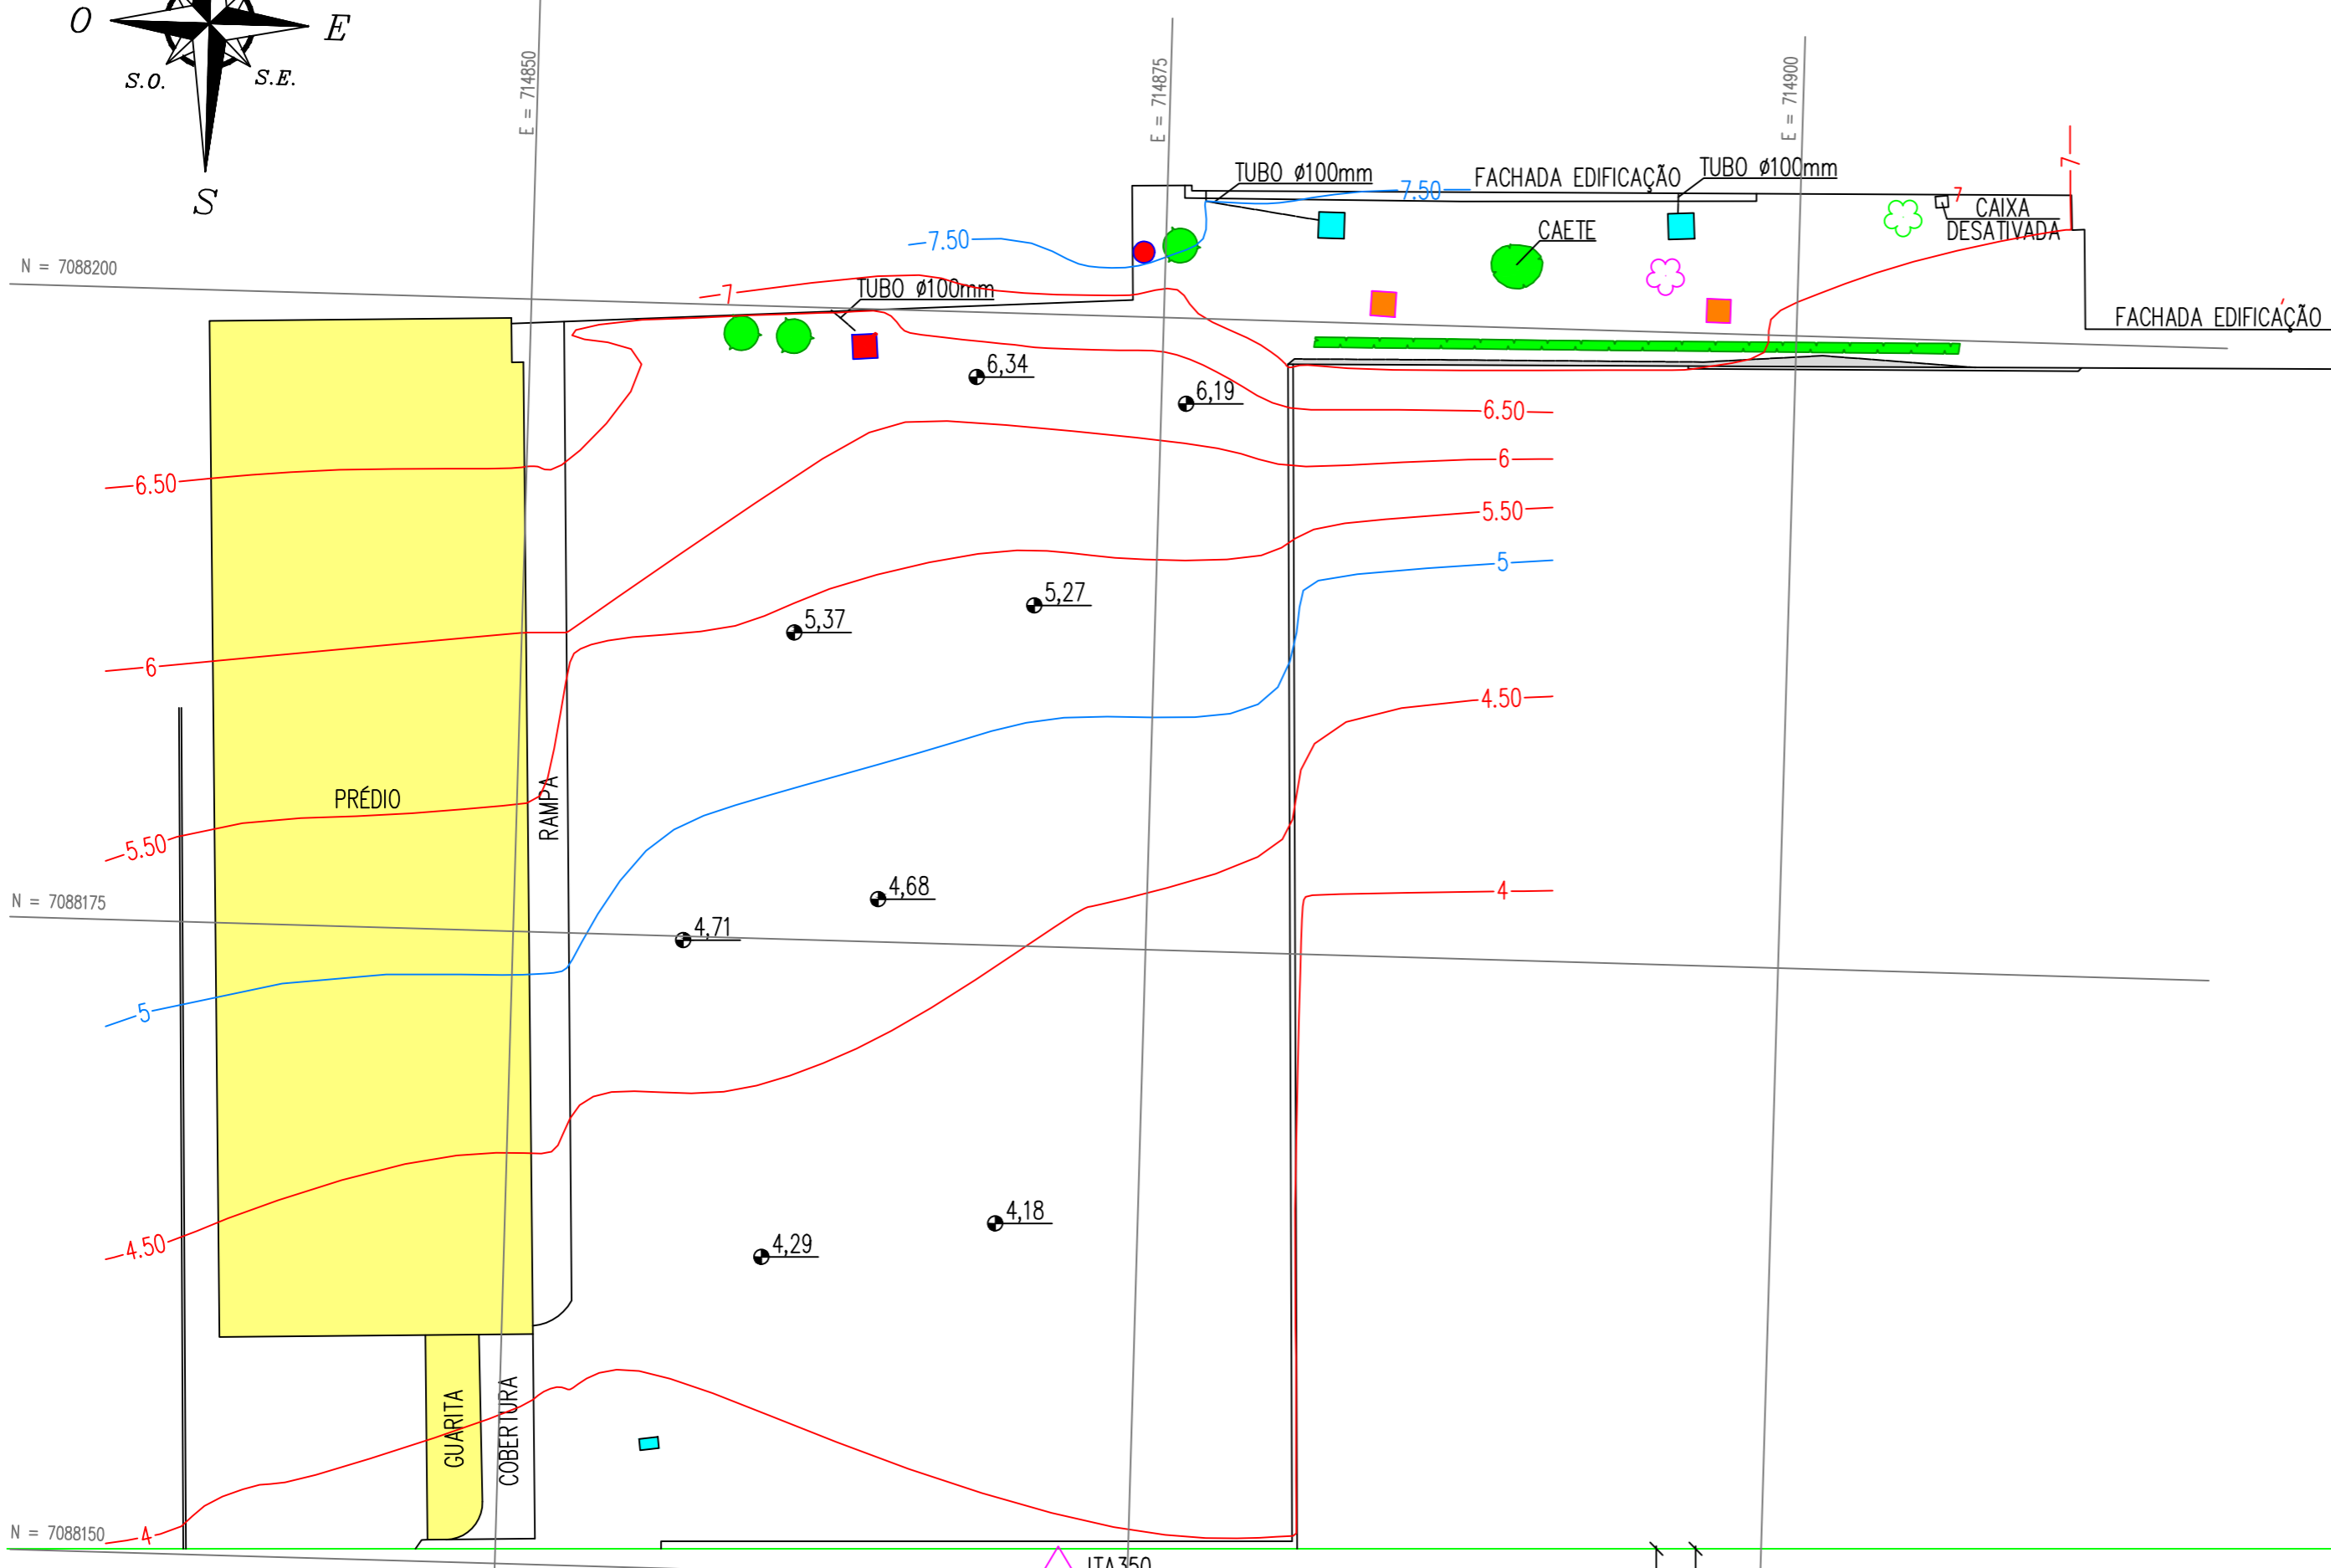 O
E
S.O.
S.E.
S
E = 714850
E = 714875
E = 714900
7
TUBO ø100mm
FACHADA EDIFICAÇÃO
TUBO ø100mm
7.50
7
CAIXA
DESATIVADA
CAETE
7.50
N = 7088200
7
TUBO ø100mm
FACHADA EDIFICAÇÃO
6,34
6,19
6.50
6
6.50
5.50
5
5,27
5,37
6
4.50
PRÉDIO
RAMPA
5.50
4,68
4
N = 7088175
4,71
5
4,18
4,29
4.50
GUARITA
COBERTURA
N = 7088150
4
ITA350